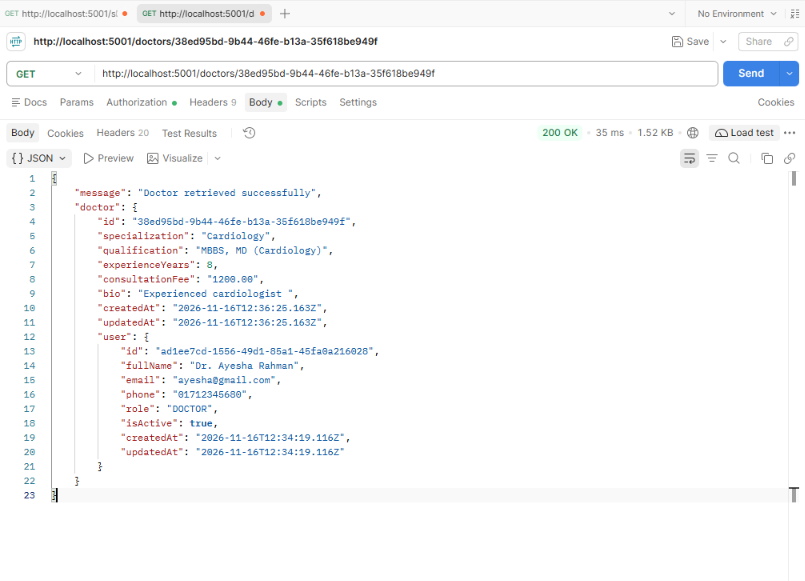 GET http://localhost:5001/sl
GET http://localhost:5001/d
No Environment
HTTP http://localhost:5001/doctors/38ed95bd-9b44-46fe-b13a-35f618be949f
Save
Share
GET http://localhost:5001/doctors/38ed95bd-9b44-46fe-b13a-35f618be949f
Send
Docs Params Authorization Headers 9 Body Scripts Settings
Cookies
Body Cookies Headers 20 Test Results
200 OK 35 ms 1.52 KB Load test
{} JSON Preview Visualize
1 {
2 "message": "Doctor retrieved successfully",
3 "doctor": {
4 "id": "38ed95bd-9b44-46fe-b13a-35f618be949f",
5 "specialization": "Cardiology",
6 "qualification": "MBBS, MD (Cardiology)",
7 "experienceYears": 8,
8 "consultationFee": "1200.00",
9 "bio": "Experienced cardiologist ",
10 "createdAt": "2026-11-16T12:36:25.163Z",
11 "updatedAt": "2026-11-16T12:36:25.163Z",
12 "user": {
13 "id": "ad1ee7cd-1556-49d1-85a1-45fa0a216028",
14 "fullName": "Dr. Ayesha Rahman",
15 "email": "ayesha@gmail.com",
16 "phone": "01712345680",
17 "role": "DOCTOR",
18 "isActive": true,
19 "createdAt": "2026-11-16T12:34:19.116Z",
20 "updatedAt": "2026-11-16T12:34:19.116Z"
21 }
22 }
23 }